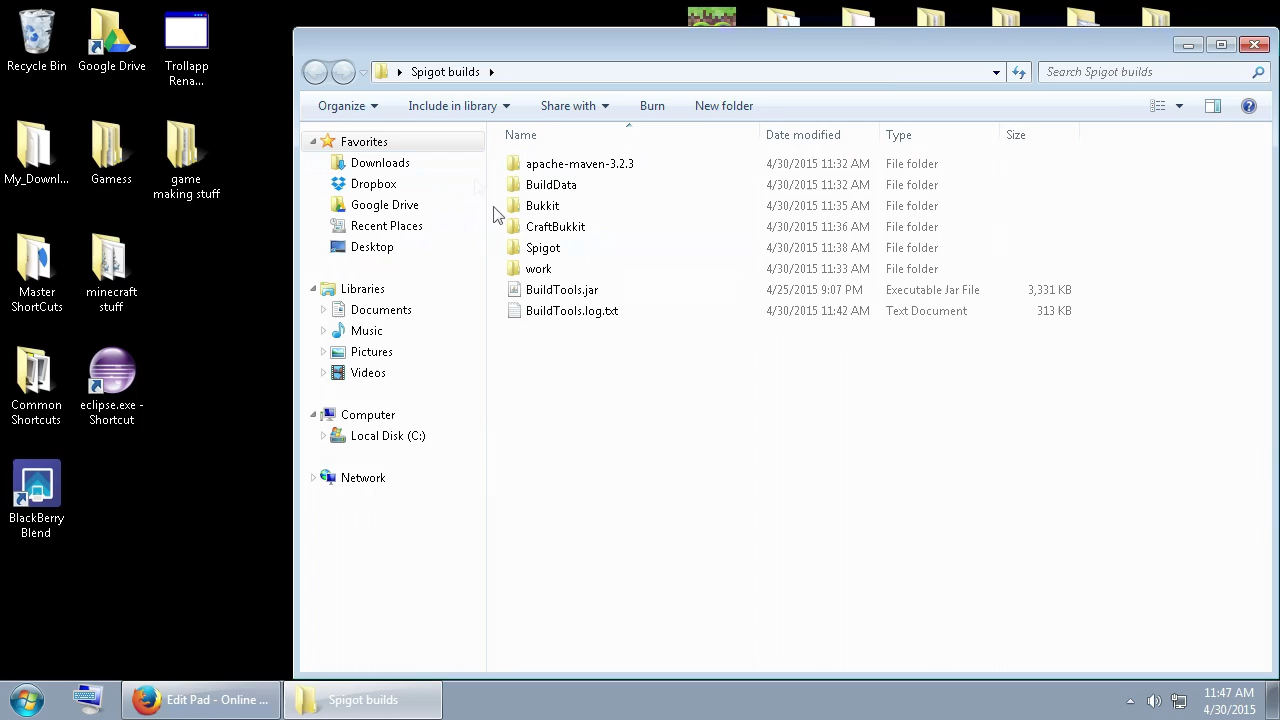 Recycle Bin
Google Drive
Trollapp
Rena...
My_Downl...
Gamess
game
making stuff
Master
ShortCuts
minecraft
stuff
Common
Shortcuts
eclipse.exe -
Shortcut
BlackBerry
Blend
Spigot builds
Search Spigot builds
Organize
Include in library
Share with
Burn
New folder
Favorites
Downloads
Dropbox
Google Drive
Recent Places
Desktop
Libraries
Documents
Music
Pictures
Videos
Computer
Local Disk (C:)
Network
Name Date modified Type Size
apache-maven-3.2.3 4/30/2015 11:32 AM File folder
BuildData 4/30/2015 11:32 AM File folder
Bukkit 4/30/2015 11:35 AM File folder
CraftBukkit 4/30/2015 11:36 AM File folder
Spigot 4/30/2015 11:38 AM File folder
work 4/30/2015 11:33 AM File folder
BuildTools.jar 4/25/2015 9:07 PM Executable Jar File 3,331 KB
BuildTools.log.txt 4/30/2015 11:42 AM Text Document 313 KB
Edit Pad - Online ...
Spigot builds
11:47 AM
4/30/2015